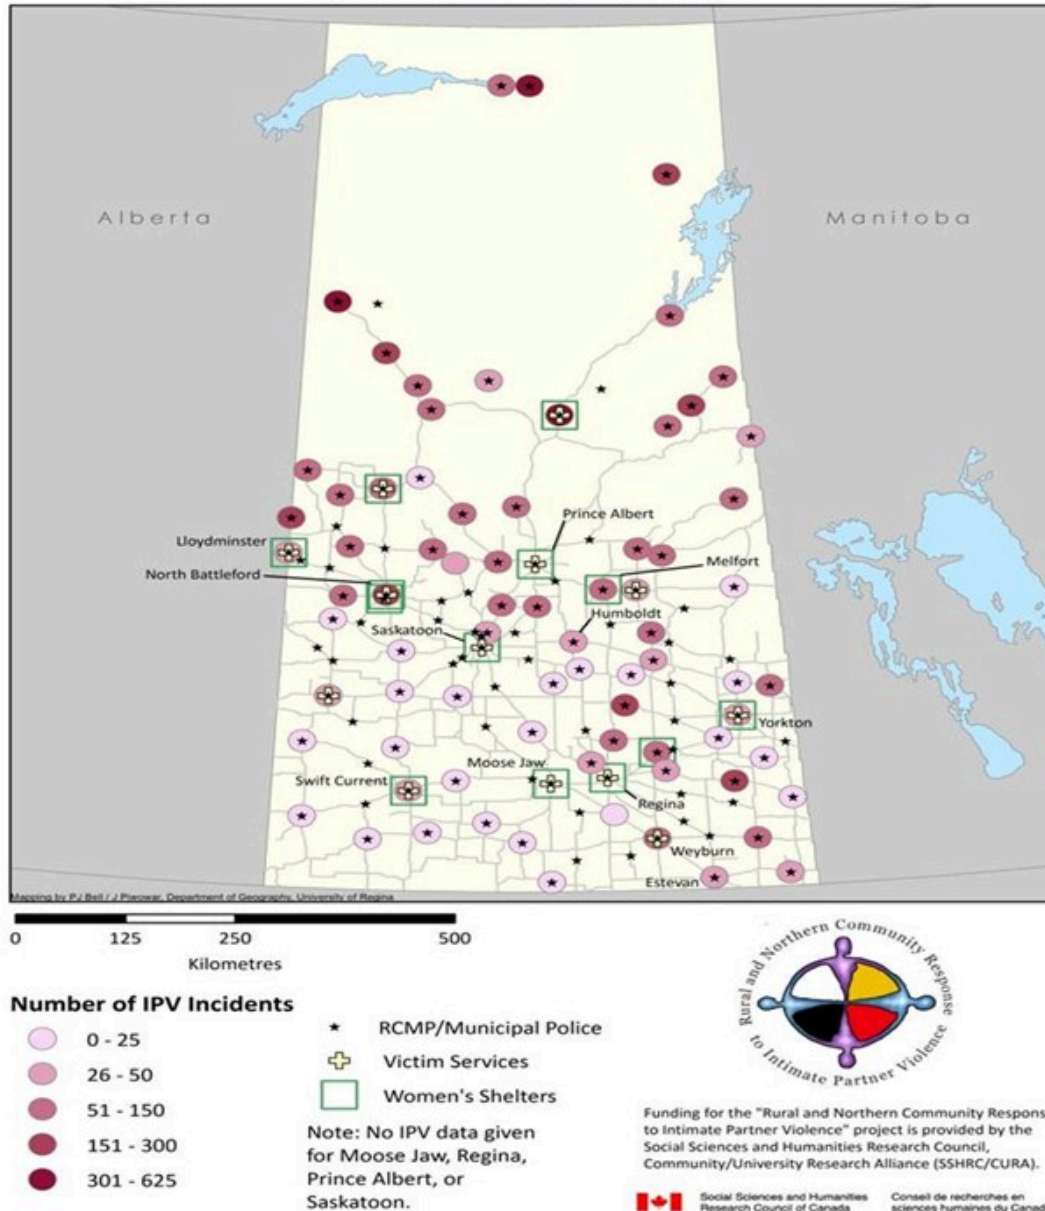 Alberta
Manitoba
Prince Albert
Lloydminster
Melfort
North Battleford
Humboldt
Saskatoon
Yorkton
Moose Jaw
Swift Current
Regina
Weyburn
Estevan
Mapping by PJ Bell / J Piwowar, Department of Geography, University of Regina
0 125 250 500
Kilometres
Number of IPV Incidents
0 - 25
26 - 50
51 - 150
151 - 300
301 - 625
RCMP/Municipal Police
Victim Services
Women's Shelters
Note: No IPV data given
for Moose Jaw, Regina,
Prince Albert, or
Saskatoon.
Rural and Northern Community Response
to Intimate Partner Violence
Funding for the "Rural and Northern Community Respons
to Intimate Partner Violence" project is provided by the
Social Sciences and Humanities Research Council,
Community/University Research Alliance (SSHRC/CURA).
Social Sciences and Humanities
Research Council of Canada
Conseil de recherches en
sciences humaines du Canad